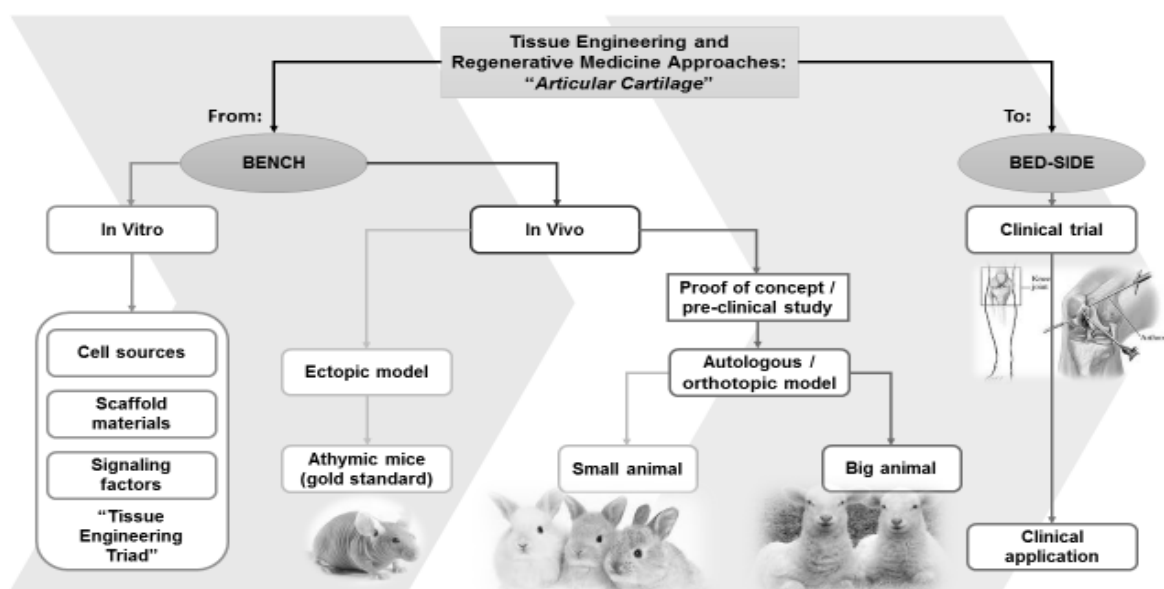 Tissue Engineering and
Regenerative Medicine Approaches:
“Articular Cartilage”
From:
To:
BENCH
BED-SIDE
In Vitro
In Vivo
Clinical trial
Proof of concept /
pre-clinical study
Knee
joint
Cell sources
Ectopic model
Autologous /
orthotopic model
Scaffold
materials
Signaling
factors
Athymic mice
(gold standard)
Small animal
Big animal
“Tissue
Engineering
Triad”
Clinical
application